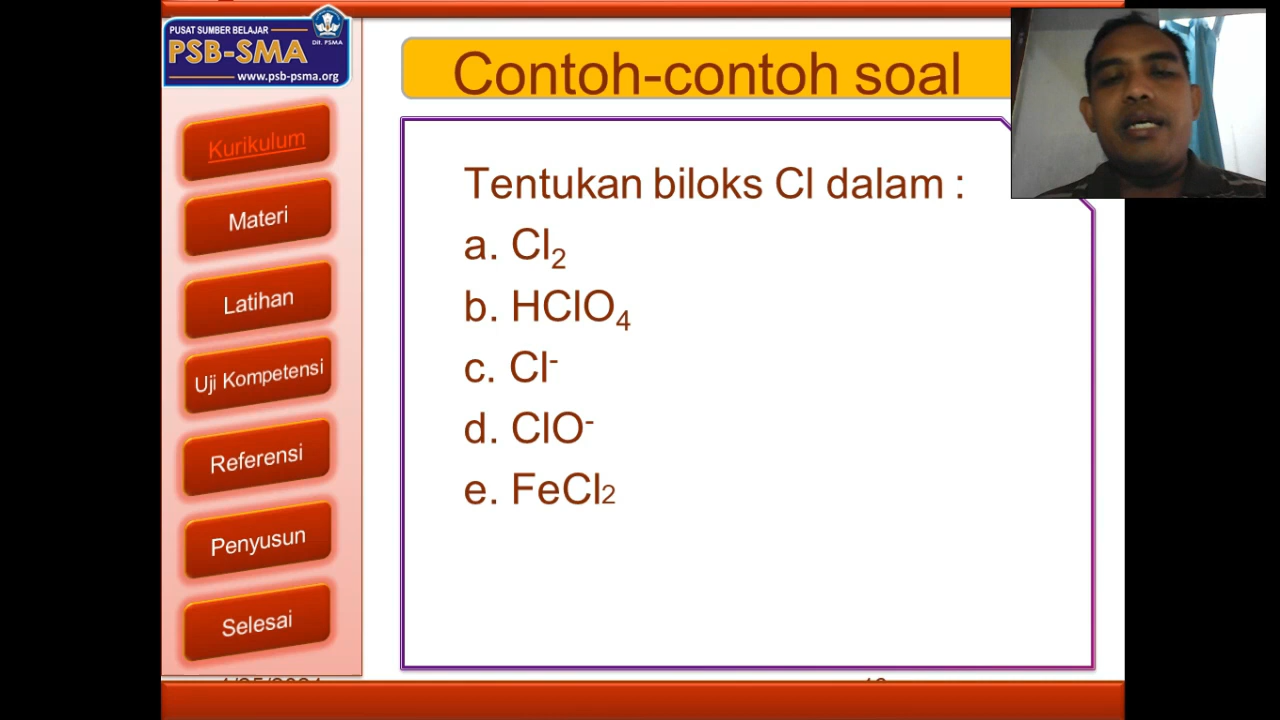 PUSAT SUMBER BELAJAR
PSB-SMA
Dit. PSMA
www.psb-psma.org
Contoh-contoh soal
Kurikulum
Materi
Latihan
Uji Kompetensi
Referensi
Penyusun
Selesai
Tentukan biloks Cl dalam :
a. Cl₂
b. HClO₄
c. Cl⁻
d. ClO⁻
e. FeCl₂